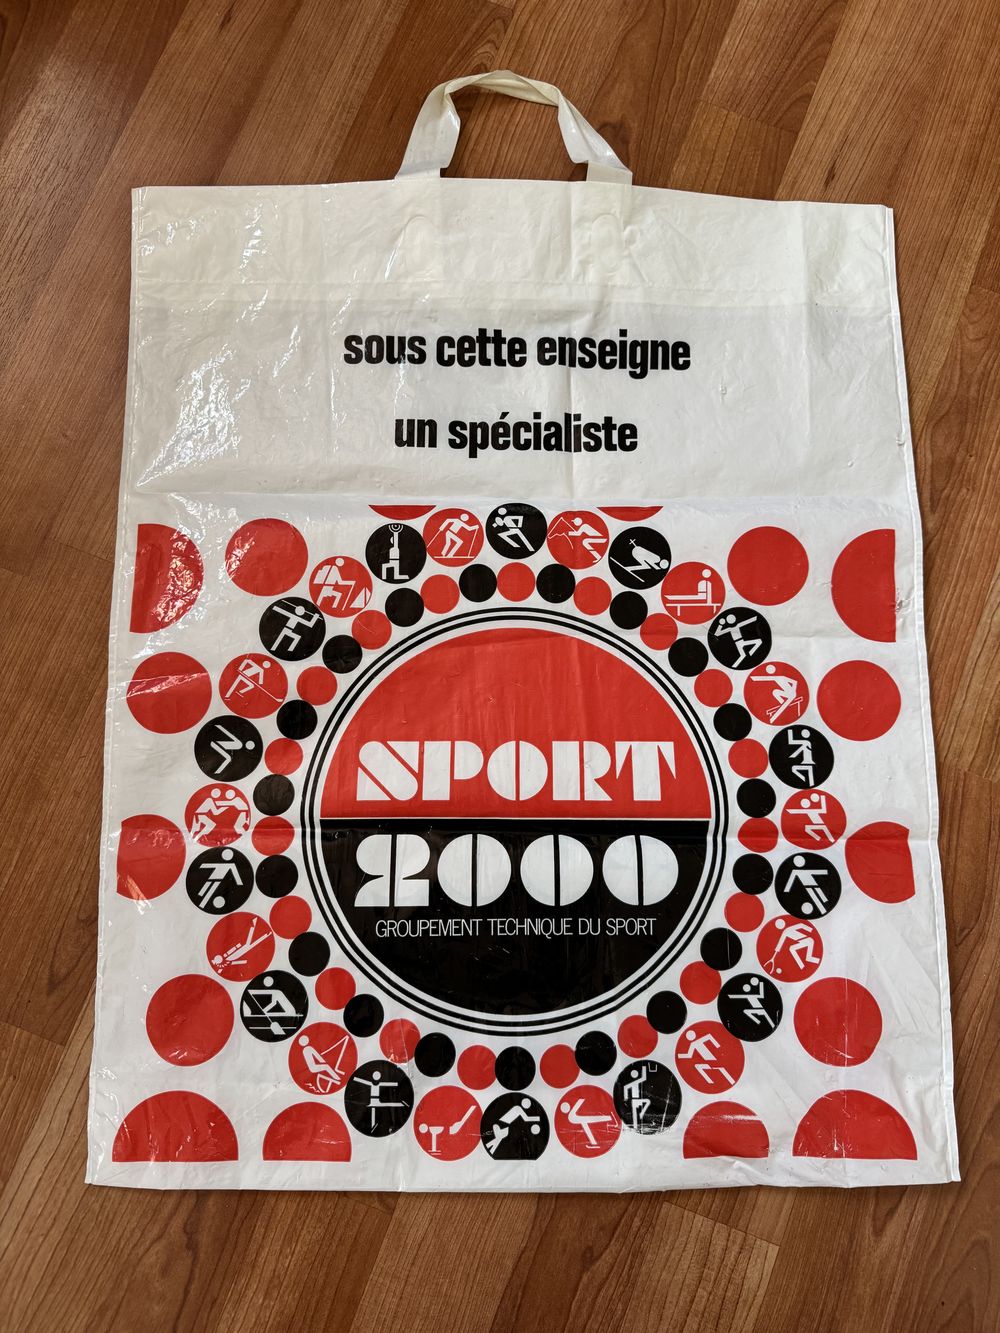 sous cette enseigne
un spécialiste
SPORT
2000
GROUPEMENT TECHNIQUE DU SPORT